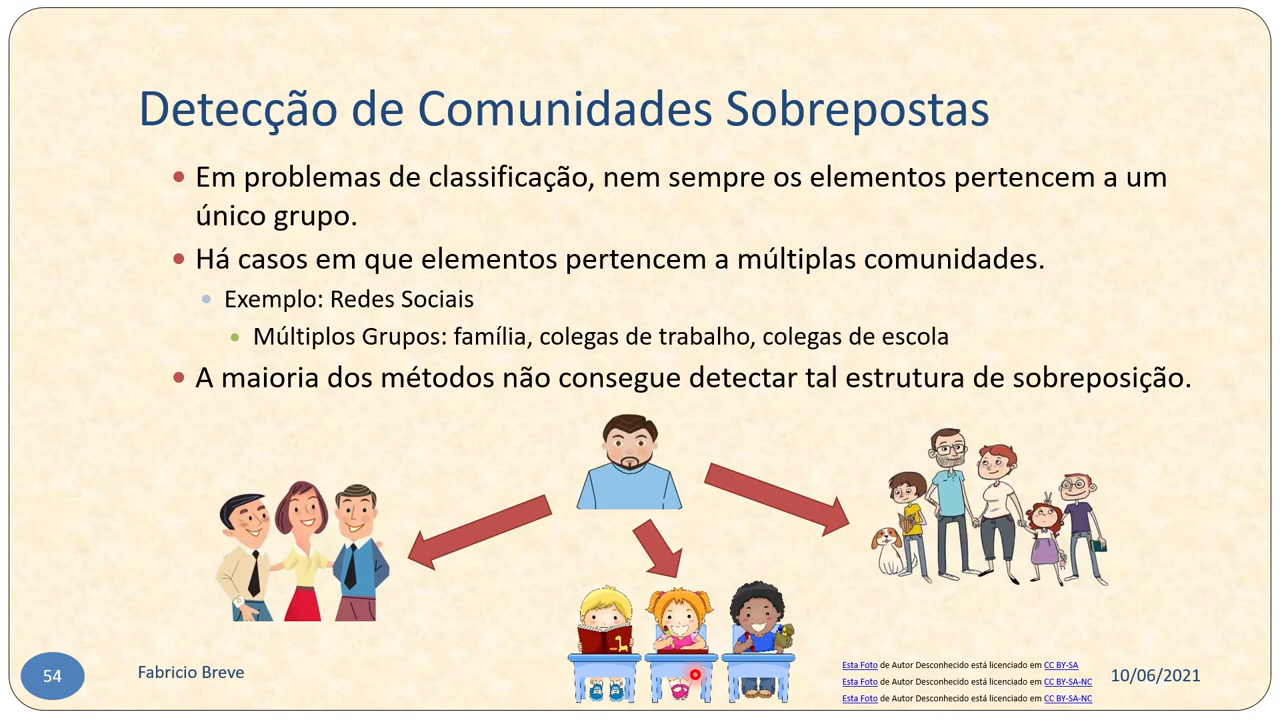 Detecção de Comunidades Sobrepostas
Em problemas de classificação, nem sempre os elementos pertencem a um
único grupo.
Há casos em que elementos pertencem a múltiplas comunidades.
Exemplo: Redes Sociais
Múltiplos Grupos: família, colegas de trabalho, colegas de escola
A maioria dos métodos não consegue detectar tal estrutura de sobreposição.
54
Fabricio Breve
Esta Foto de Autor Desconhecido está licenciado em CC BY-SA
Esta Foto de Autor Desconhecido está licenciado em CC BY-SA-NC
Esta Foto de Autor Desconhecido está licenciado em CC BY-SA-NC
10/06/2021